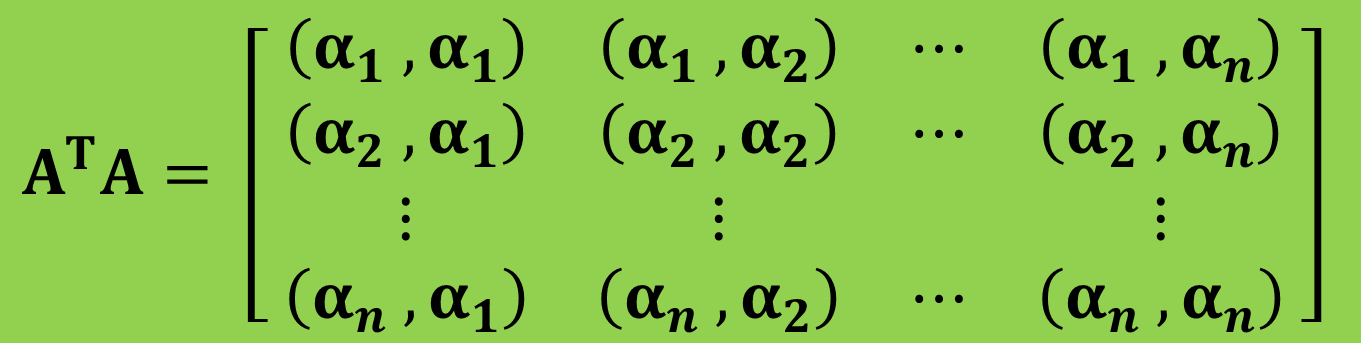 (α₁ ,α₁) (α₁ ,α₂) ⋯ (α₁ ,αₙ)
(α₂ ,α₁) (α₂ ,α₂) ⋯ (α₂ ,αₙ)
AᵀA =
⋮ ⋮ ⋮
(αₙ ,α₁) (αₙ ,α₂) ⋯ (αₙ ,αₙ)